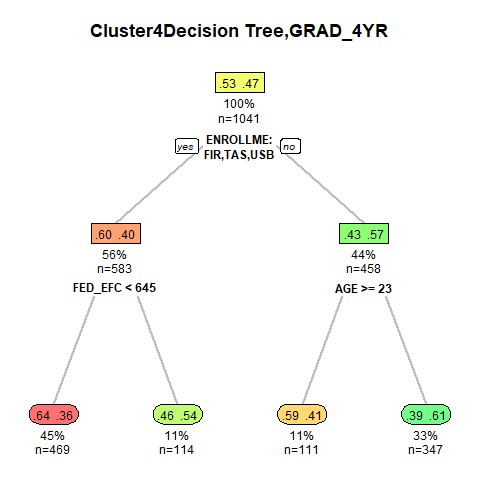 Cluster4Decision Tree,GRAD_4YR
.53 .47
100%
n=1041
yes
ENROLLME:
FIR,TAS,USB
no
.60 .40
56%
n=583
FED_EFC < 645
.43 .57
44%
n=458
AGE >= 23
.64 .36
45%
n=469
.46 .54
11%
n=114
.59 .41
11%
n=111
.39 .61
33%
n=347